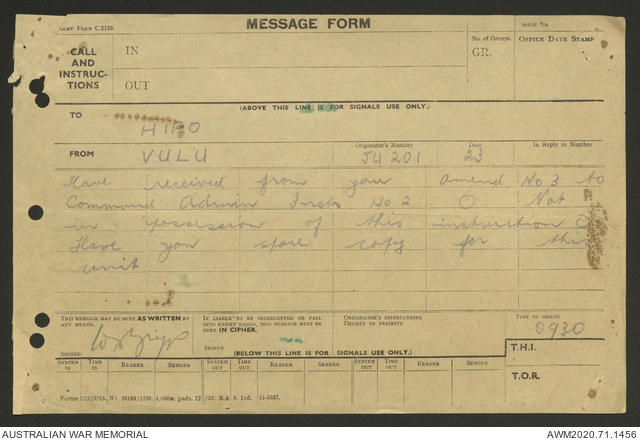 ARMY FORM C.2128.
MESSAGE FORM
Serial No.
CALL AND INSTRUC-TIONS
IN
OUT
No. of Groups.
GR.
OFFICE DATE STAMP
(ABOVE THIS LINE IS FOR SIGNALS USE ONLY.)
TO
HIPO
FROM
VULU
Originator's Number
JU 201
Date
23
In Reply to Number
Have received from you Amend No 3 to
Command Admin Instr No 2 O Not
in possession of this instruction O
Have you spare copy for this
unit
THIS MESSAGE MAY BE SENT AS WRITTEN BY
ANY MEANS.
SIGNED
IF LIABLE TO BE INTERCEPTED OR FALL
INTO ENEMY HANDS, THIS MESSAGE MUST BE
SENT IN CIPHER.
SIGNED
ORIGINATOR'S INSTRUCTIONS
DEGREE OF PRIORITY
TIME OF ORIGIN
0930
(BELOW THIS LINE IS FOR SIGNALS USE ONLY.)
T.H.I.
SYSTEM IN
TIME IN
READER
SENDER
SYSTEM OUT
TIME OUT
READER
SENDER
SYSTEM OUT
TIME OUT
READER
SENDER
T.O.R.
AUSTRALIAN WAR MEMORIAL
AWM2020.71.1456